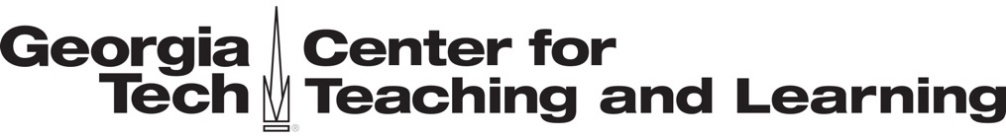 Georgia
Tech
®
Center for
Teaching and Learning